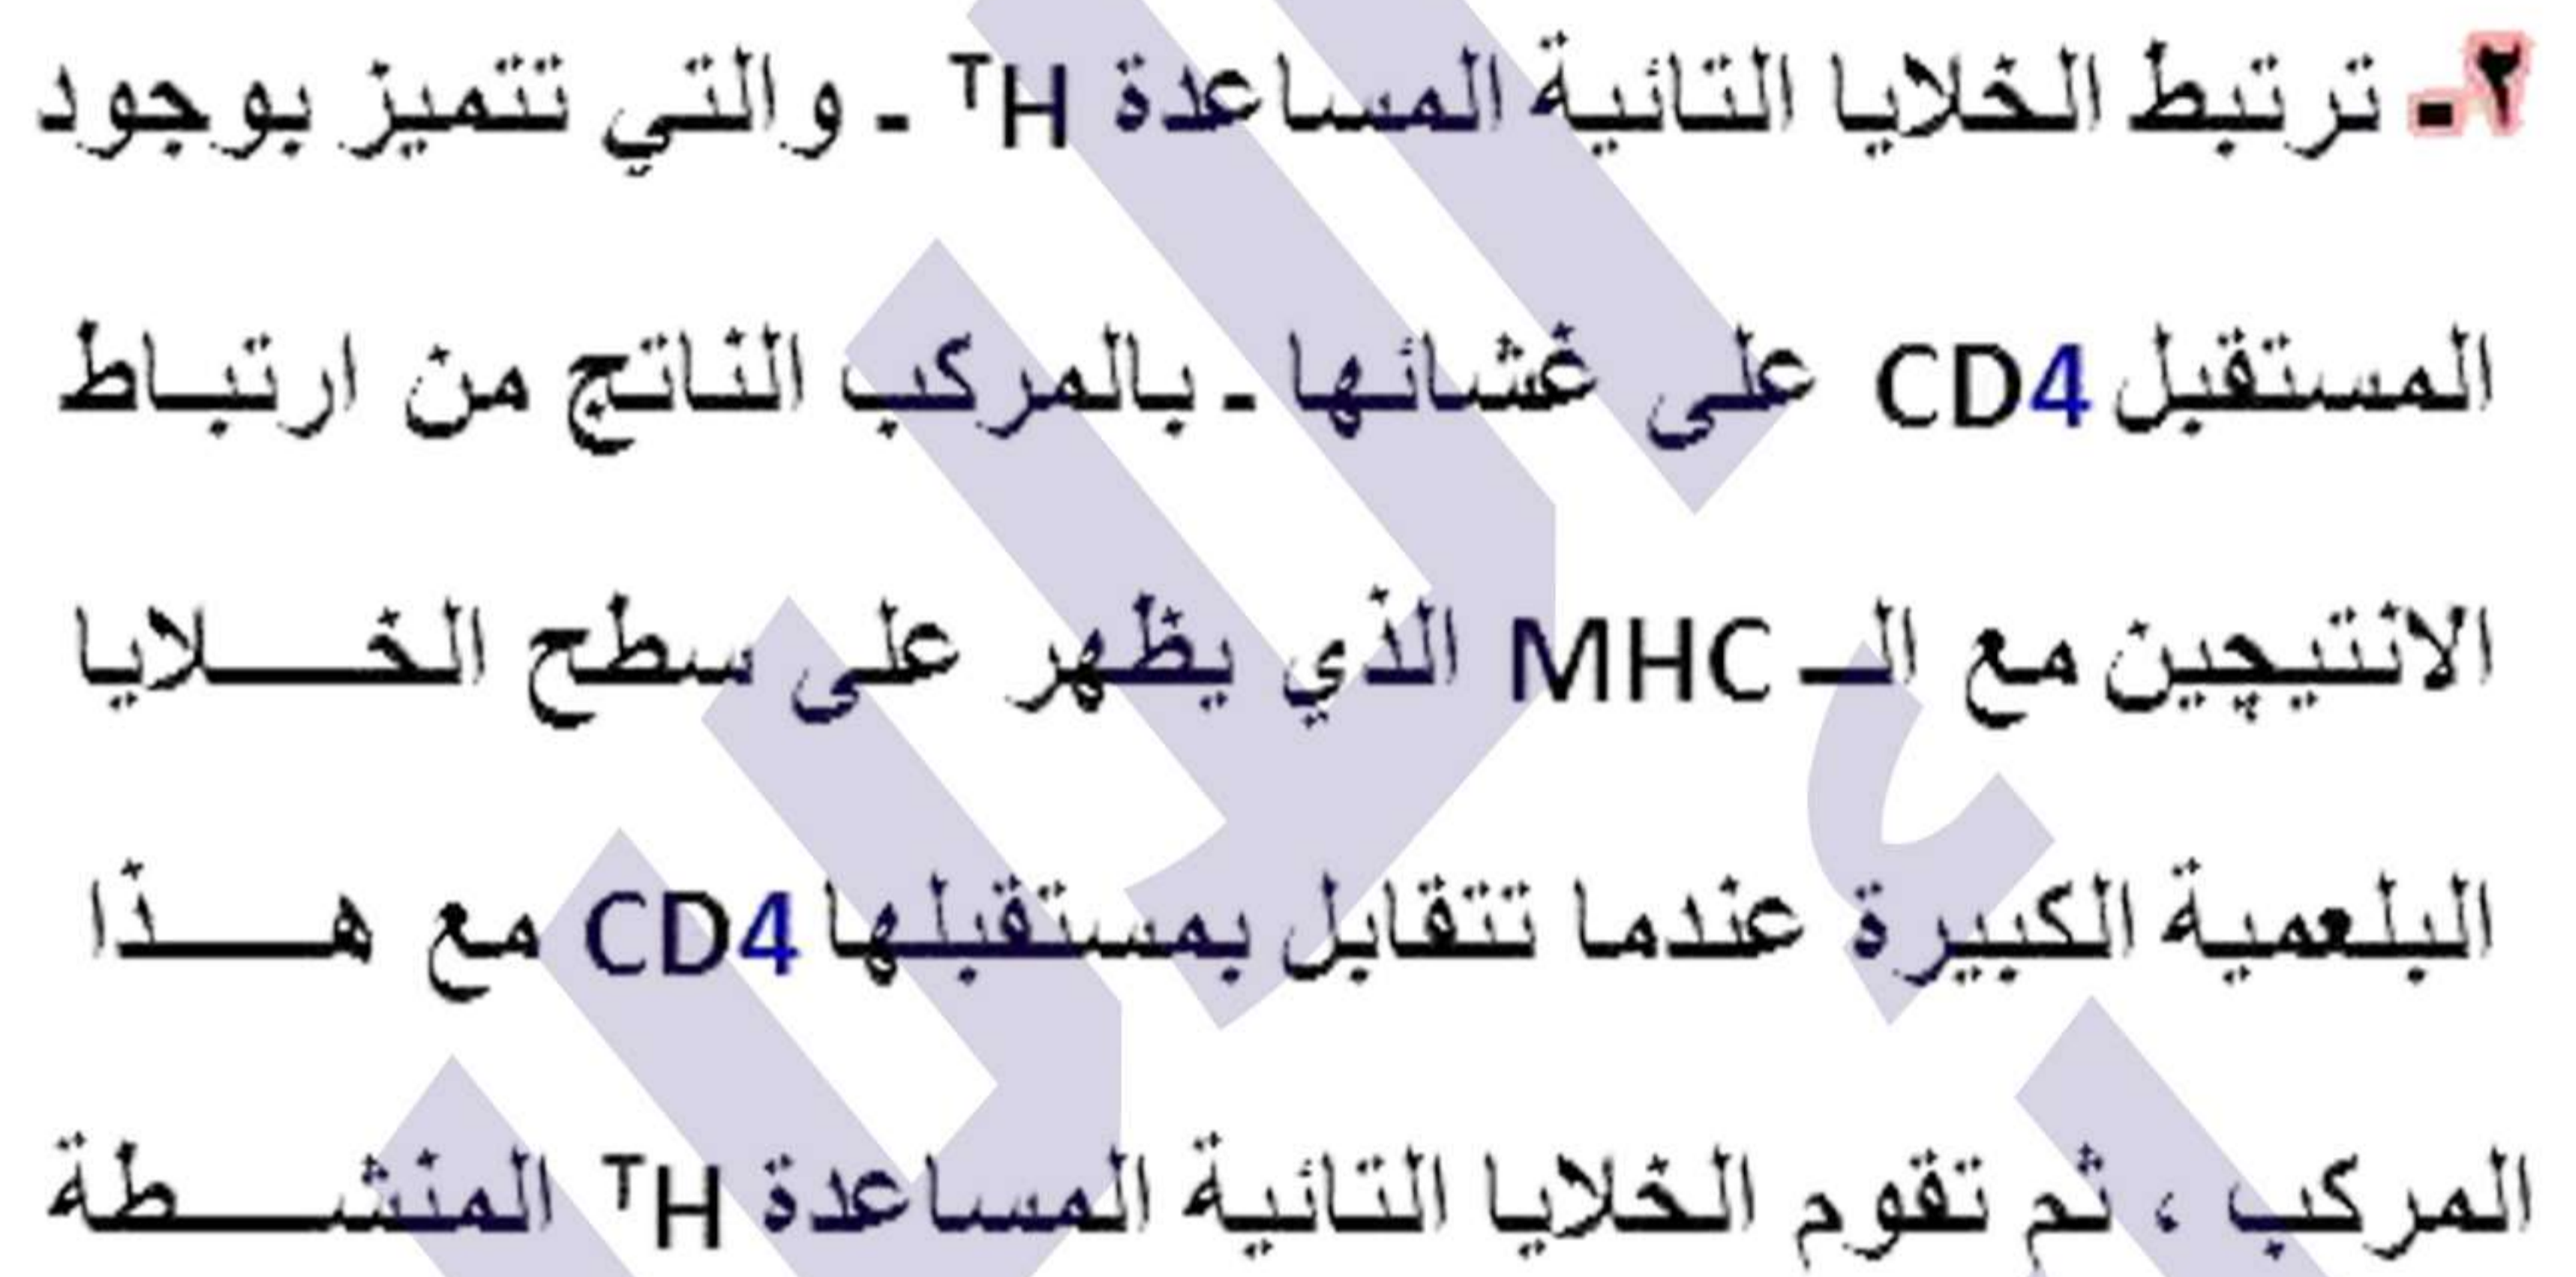 ٢- ترتبط الخلايا التائية المساعدة TH - والتي تتميز بوجود
المستقبل CD4 على غشائها - بالمركب الناتج من ارتباط
الانتيچين مع الـ MHC الذي يظهر على سطح الخلايا
البلعمية الكبيرة عندما تتقابل بمستقبلها CD4 مع هذا
المركب ، ثم تقوم الخلايا التائية المساعدة TH المنشطة